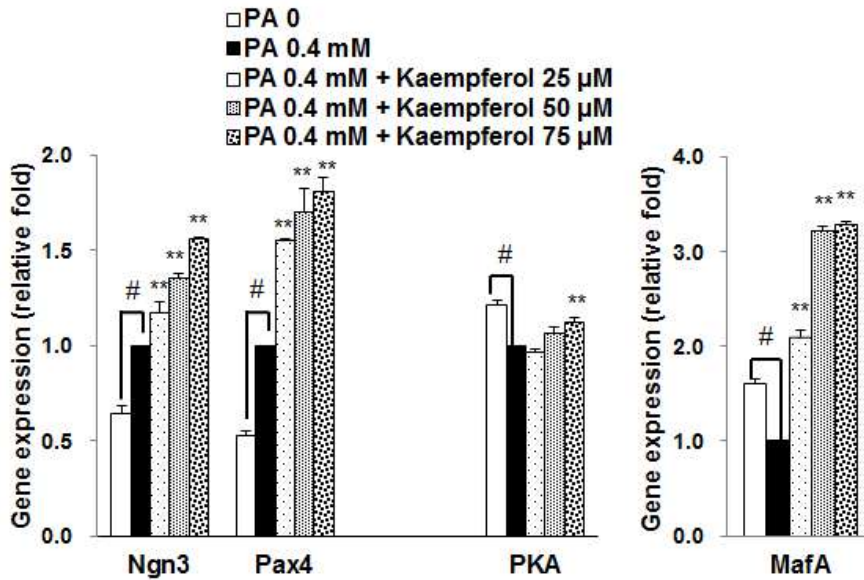 PA 0
PA 0.4 mM
PA 0.4 mM + Kaempferol 25 µM
PA 0.4 mM + Kaempferol 50 µM
PA 0.4 mM + Kaempferol 75 µM
Gene expression (relative fold)
2.0
1.5
1.0
0.5
0.0
#
**
**
**
#
**
**
**
#
**
Ngn3
Pax4
PKA
Gene expression (relative fold)
4.0
3.0
2.0
1.0
0.0
#
**
**
**
MafA